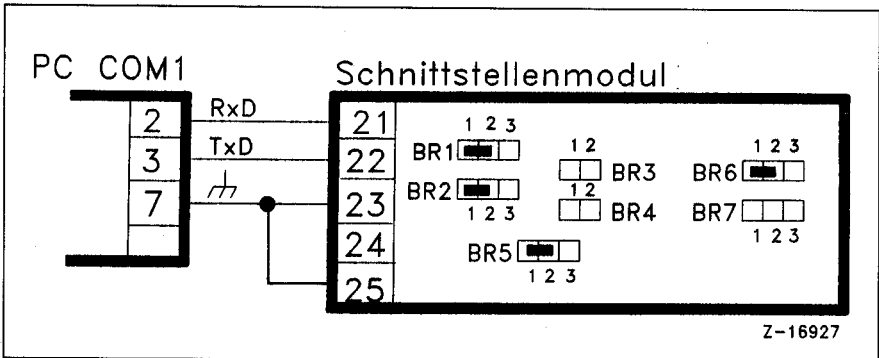 PC COM1
Schnittstellenmodul
2 RxD 21
3 TxD 22
7 23
24
25
1 2 3
BR1
BR2
1 2 3
1 2
BR3
1 2
BR4
BR5
1 2 3
1 2 3
BR6
BR7
1 2 3
Z-16927